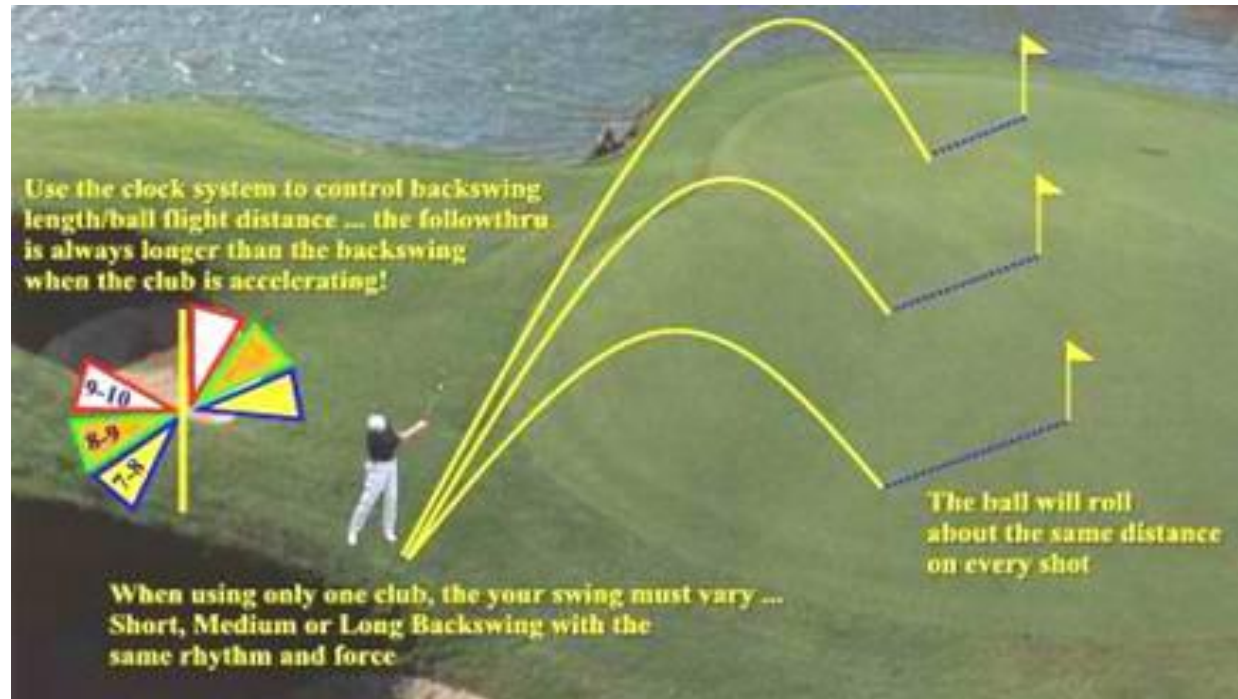 Use the clock system to control backswing
length/ball flight distance ... the followthru
is always longer than the backswing
when the club is accelerating!
9-10
8-9
7-8
The ball will roll
about the same distance
on every shot
When using only one club, the your swing must vary ...
Short, Medium or Long Backswing with the
same rhythm and force